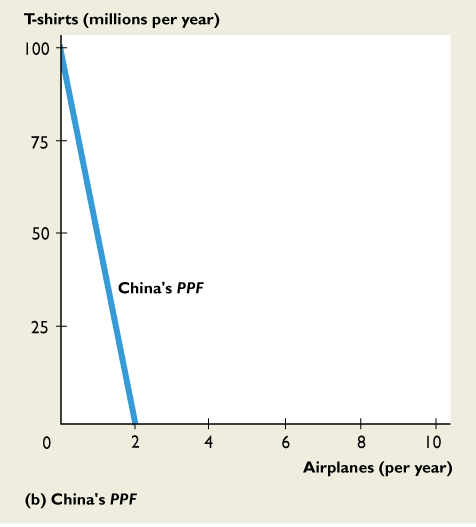 T-shirts (millions per year)
100
75
50
China's PPF
25
0 2 4 6 8 10
Airplanes (per year)
(b) China's PPF